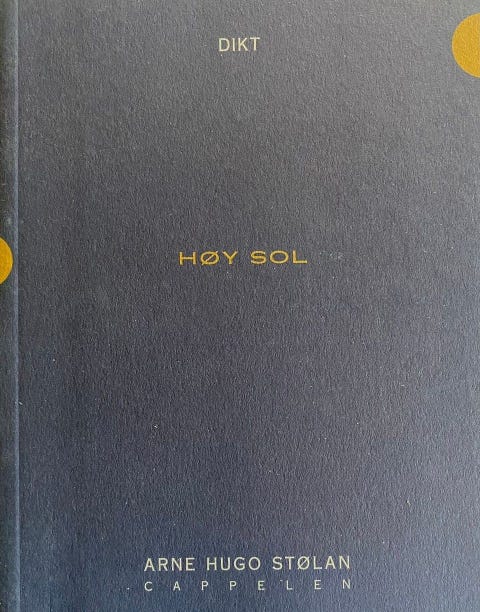 DIKT
HØY SOL
ARNE HUGO STØLAN
CAPPELEN